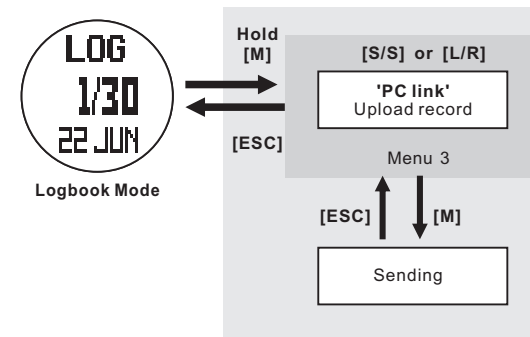 LOG
1/30
22 JUN
Logbook Mode
Hold
[M]
[ESC]
[S/S] or [L/R]
'PC link'
Upload record
Menu 3
[ESC]
[M]
Sending